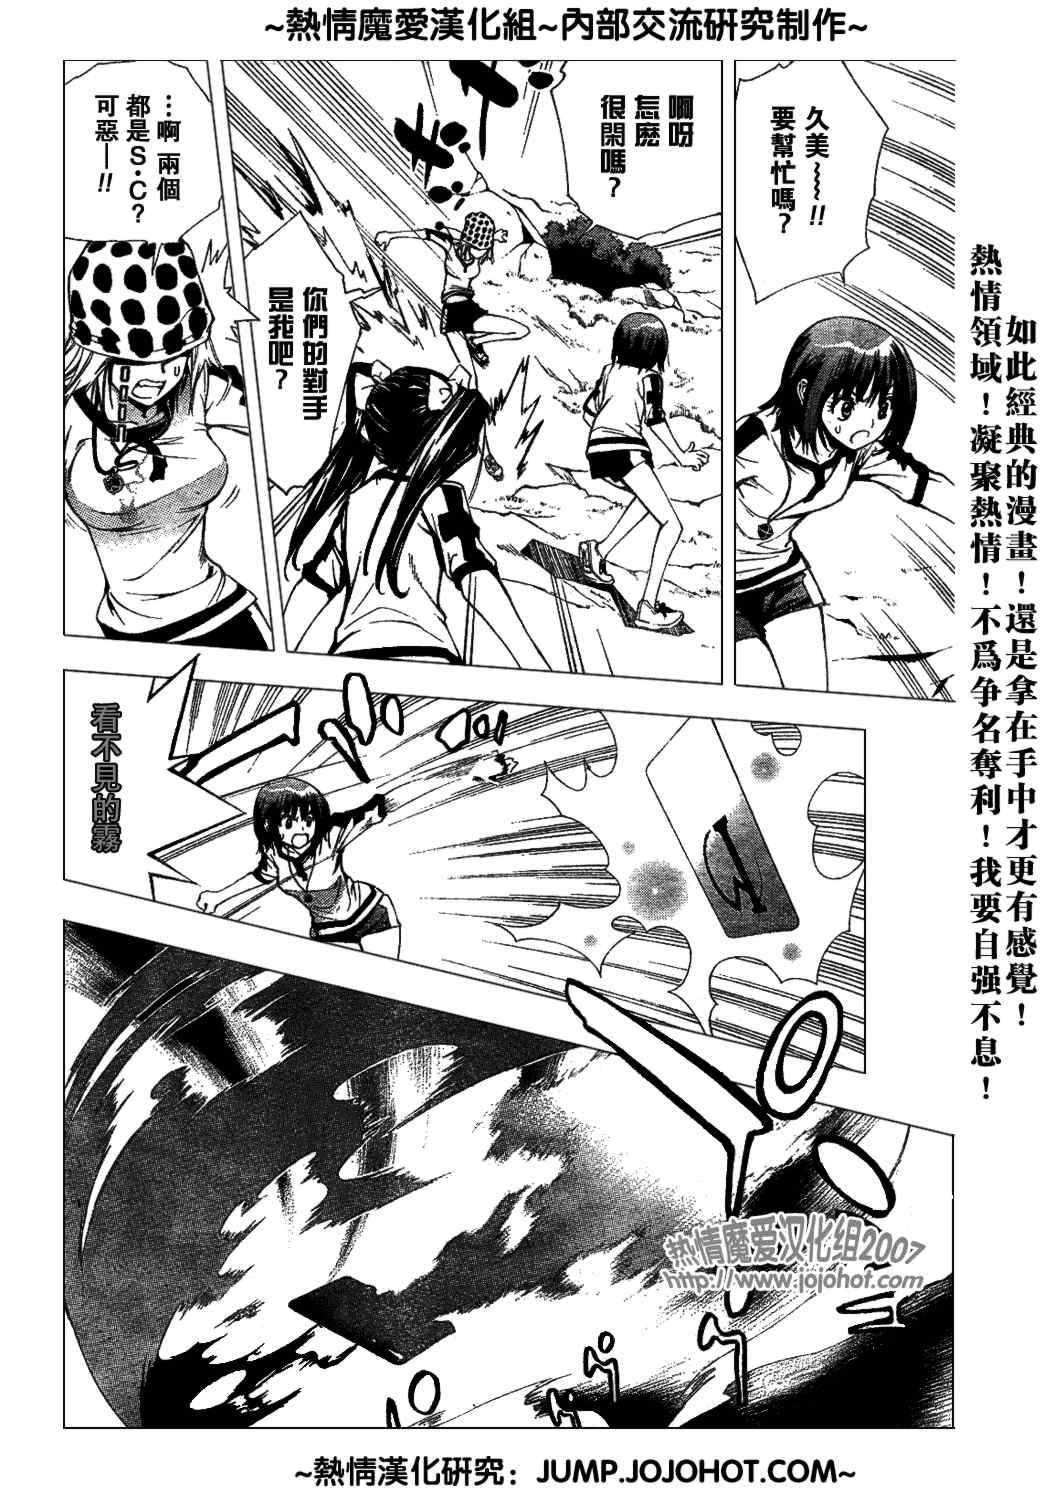 ~熱情魔愛漢化組~內部交流研究制作~
如此經典的漫畫！還是拿在手中才更有感覺！
熱情領域！凝聚熱情！不爲争名奪利！我要自强不息！
久美~~~!!
要幫忙嗎？
啊呀
怎麽
很閑嗎？
你們的對手
是我吧？
…啊 兩個
都是S·C？
可惡—!!
看不見的霧
热情魔爱汉化组2007
http://www.jojohot.com
~熱情漢化研究：JUMP.JOJOHOT.COM~